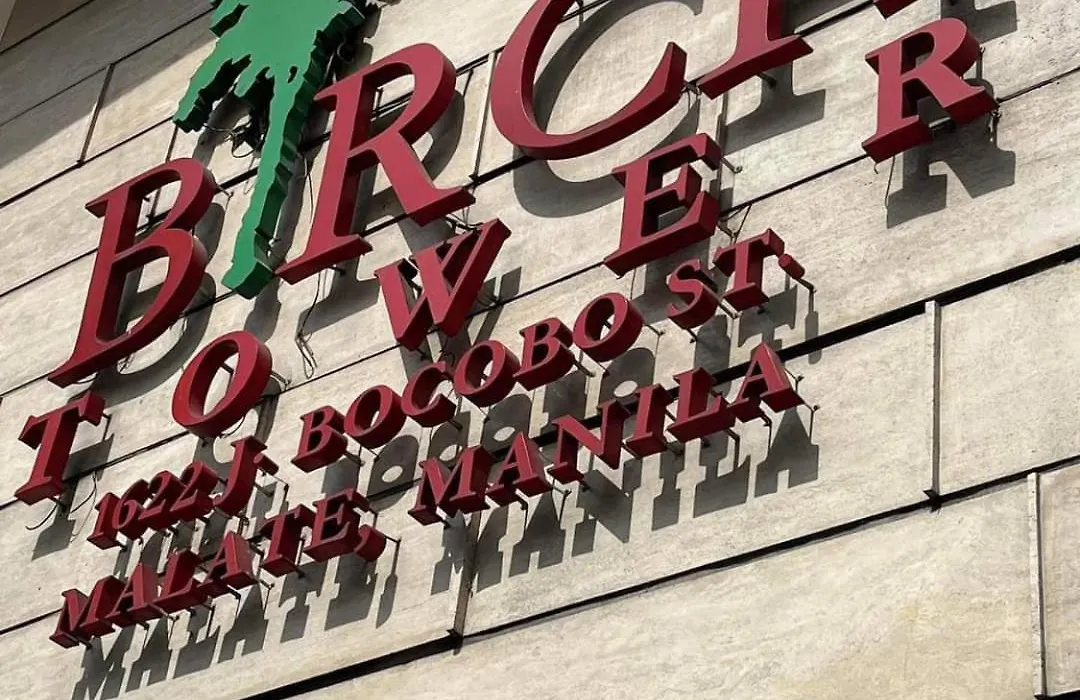 BIRCH
TOWER
1622 J. BOCOBO ST.
MALATE, MANILA